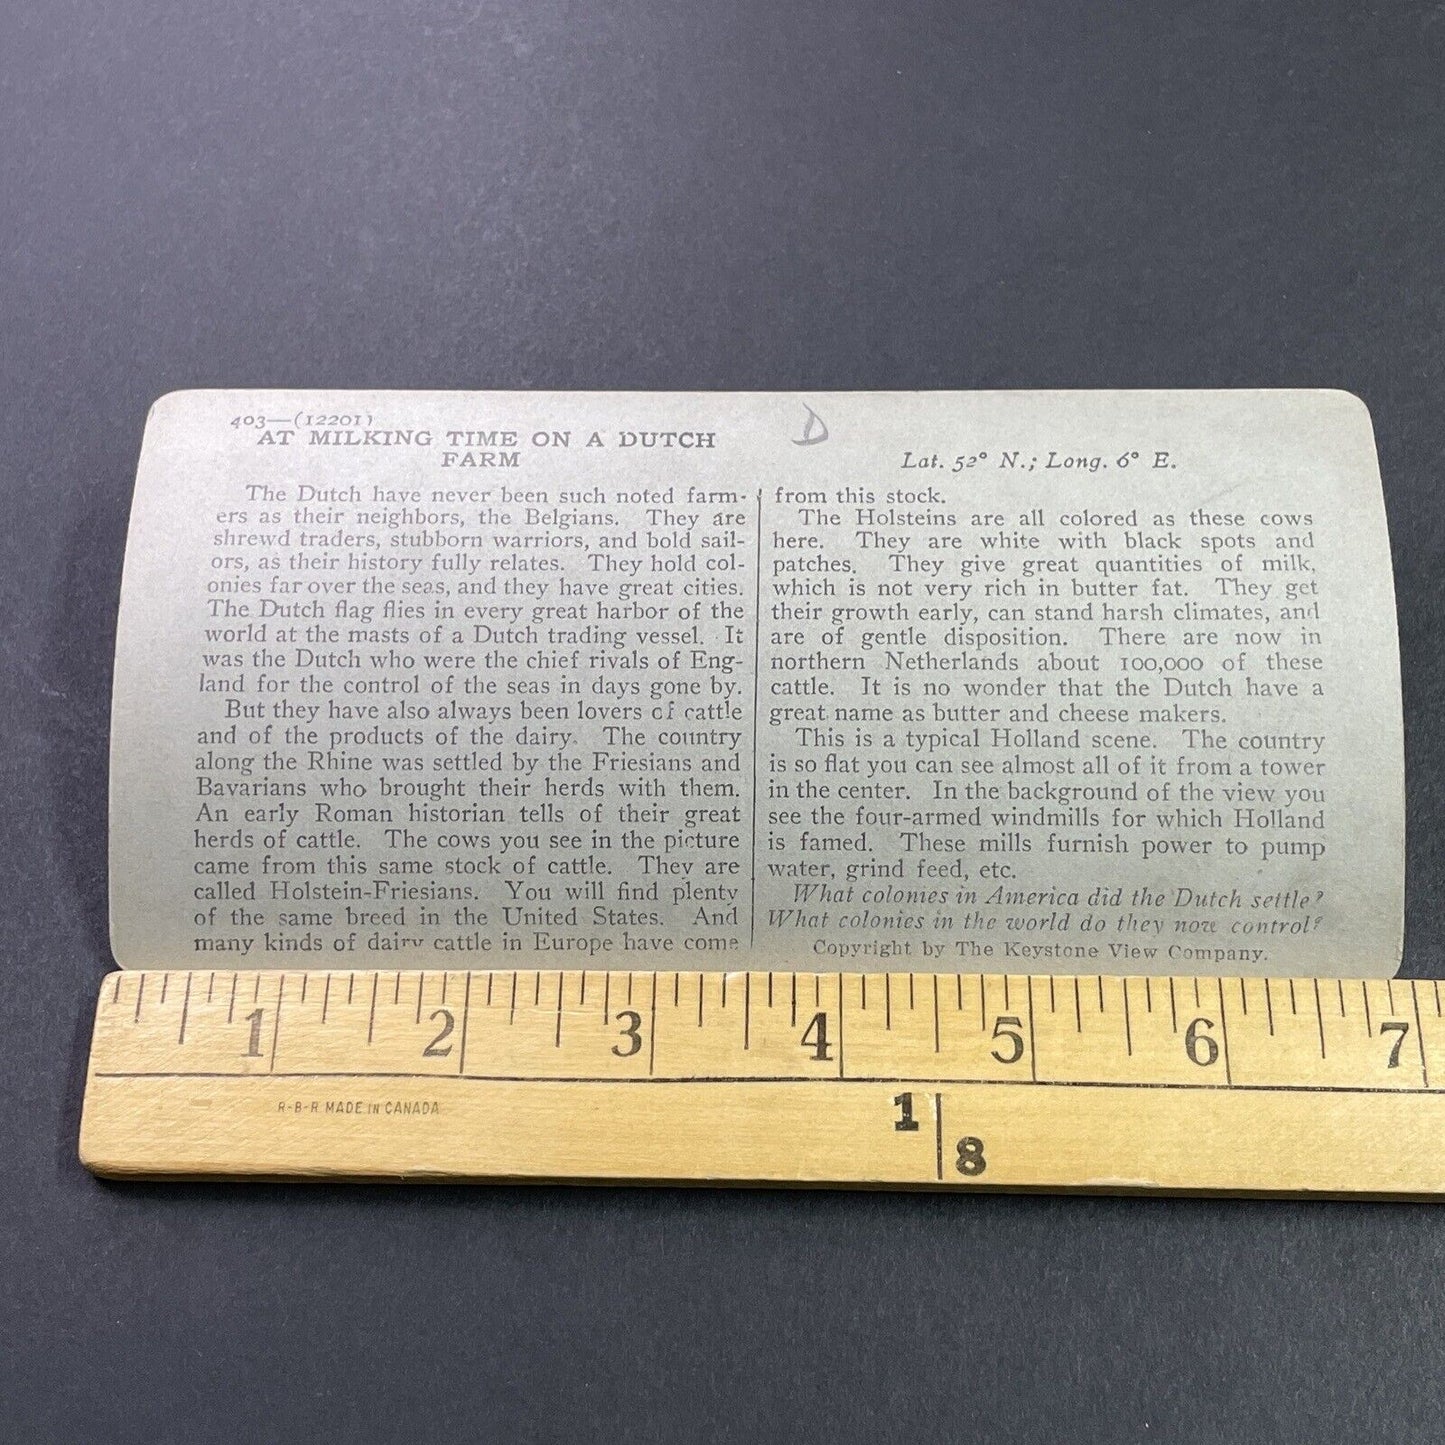 403—(12201)
AT MILKING TIME ON A DUTCH
FARM
The Dutch have never been such noted farm-
ers as their neighbors, the Belgians. They are
shrewd traders, stubborn warriors, and bold sail-
ors, as their history fully relates. They hold col-
onies far over the seas, and they have great cities.
The Dutch flag flies in every great harbor of the
world at the masts of a Dutch trading vessel. It
was the Dutch who were the chief rivals of Eng-
land for the control of the seas in days gone by.
But they have also always been lovers of cattle
and of the products of the dairy. The country
along the Rhine was settled by the Friesians and
Bavarians who brought their herds with them.
An early Roman historian tells of their great
herds of cattle. The cows you see in the picture
came from this same stock of cattle. They are
called Holstein-Friesians. You will find plenty
of the same breed in the United States. And
many kinds of dairy cattle in Europe have come
D
Lat. 52° N.; Long. 6° E.
from this stock.
The Holsteins are all colored as these cows
here. They are white with black spots and
patches. They give great quantities of milk,
which is not very rich in butter fat. They get
their growth early, can stand harsh climates, and
are of gentle disposition. There are now in
northern Netherlands about 100,000 of these
cattle. It is no wonder that the Dutch have a
great name as butter and cheese makers.
This is a typical Holland scene. The country
is so flat you can see almost all of it from a tower
in the center. In the background of the view you
see the four-armed windmills for which Holland
is famed. These mills furnish power to pump
water, grind feed, etc.
What colonies in America did the Dutch settle?
What colonies in the world do they now control?
Copyright by The Keystone View Company.
1 2 3 4 5 6 7
R-B-R MADE IN CANADA
1 8